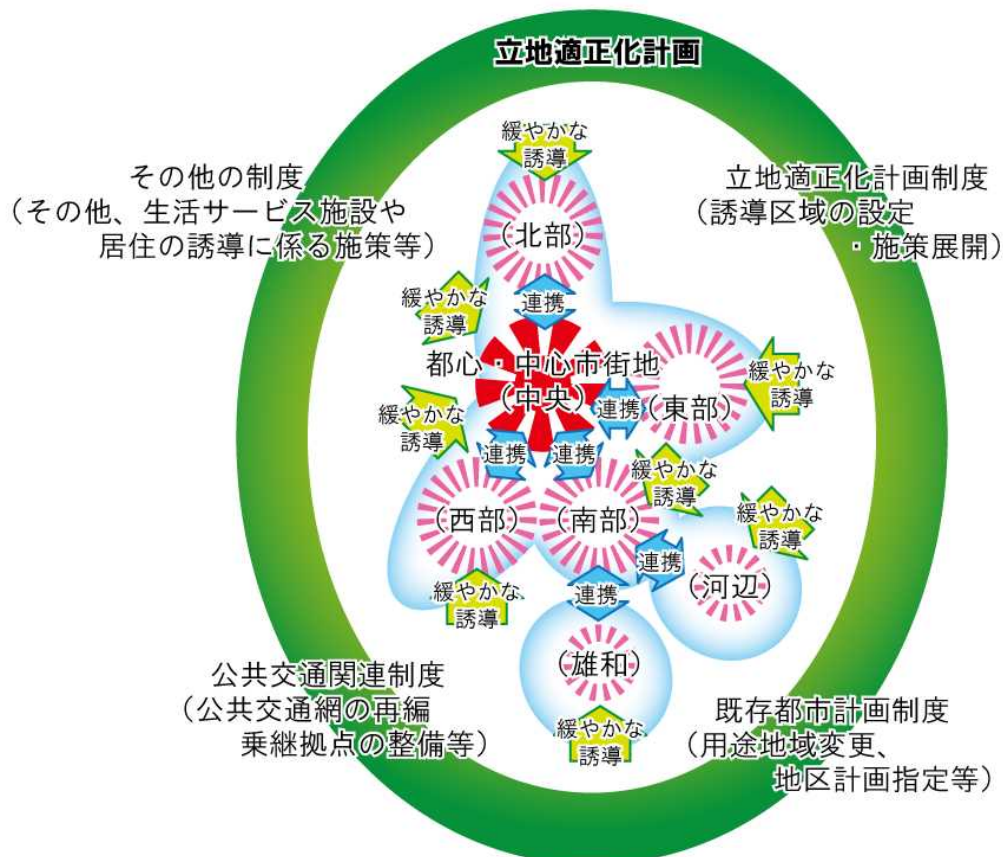 立地適正化計画
緩やかな
誘導
その他の制度
（その他、生活サービス施設や
居住の誘導に係る施策等）
立地適正化計画制度
（誘導区域の設定
・施策展開）
（北部）
緩やかな
誘導
連携
都心・中心市街地
（中央）
連携
（東部）
緩やかな
誘導
緩やかな
誘導
連携
連携
緩やかな
誘導
（西部）
（南部）
緩やかな
誘導
連携
（河辺）
緩やかな
誘導
連携
（雄和）
緩やかな
誘導
公共交通関連制度
（公共交通網の再編
乗継拠点の整備等）
既存都市計画制度
（用途地域変更、
地区計画指定等）